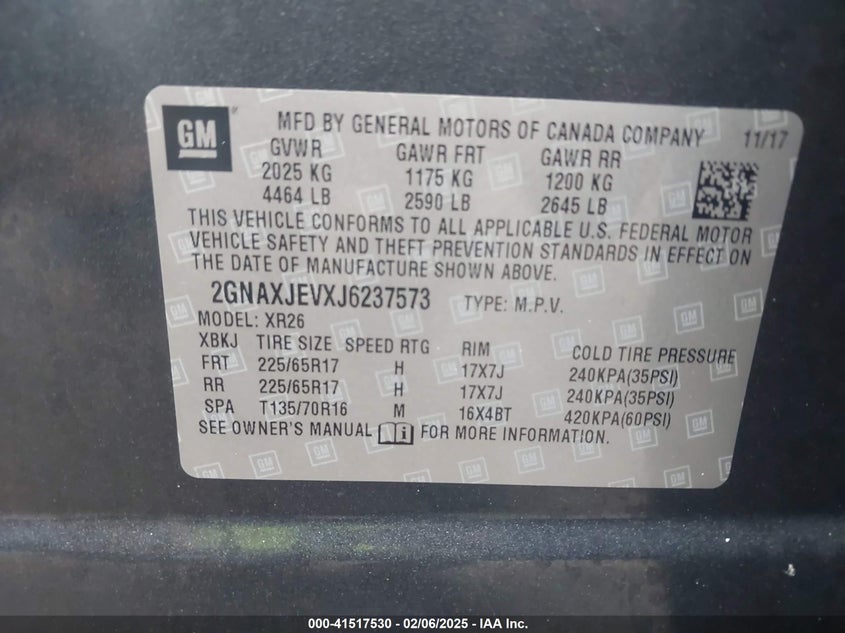 GM
MFD BY GENERAL MOTORS OF CANADA COMPANY 11/17
GVWR GAWR FRT GAWR RR
2025 KG 1175 KG 1200 KG
4464 LB 2590 LB 2645 LB
THIS VEHICLE CONFORMS TO ALL APPLICABLE U.S. FEDERAL MOTOR
VEHICLE SAFETY AND THEFT PREVENTION STANDARDS IN EFFECT ON
THE DATE OF MANUFACTURE SHOWN ABOVE.
2GNAXJEVXJ6237573 TYPE: M.P.V.
MODEL: XR26
XBKJ TIRE SIZE SPEED RTG RIM COLD TIRE PRESSURE
FRT 225/65R17 H 17X7J 240KPA(35PSI)
RR 225/65R17 H 17X7J 240KPA(35PSI)
SPA T135/70R16 M 16X4BT 420KPA(60PSI)
SEE OWNER'S MANUAL FOR MORE INFORMATION.
000-41517530 - 02/06/2025 - IAA Inc.